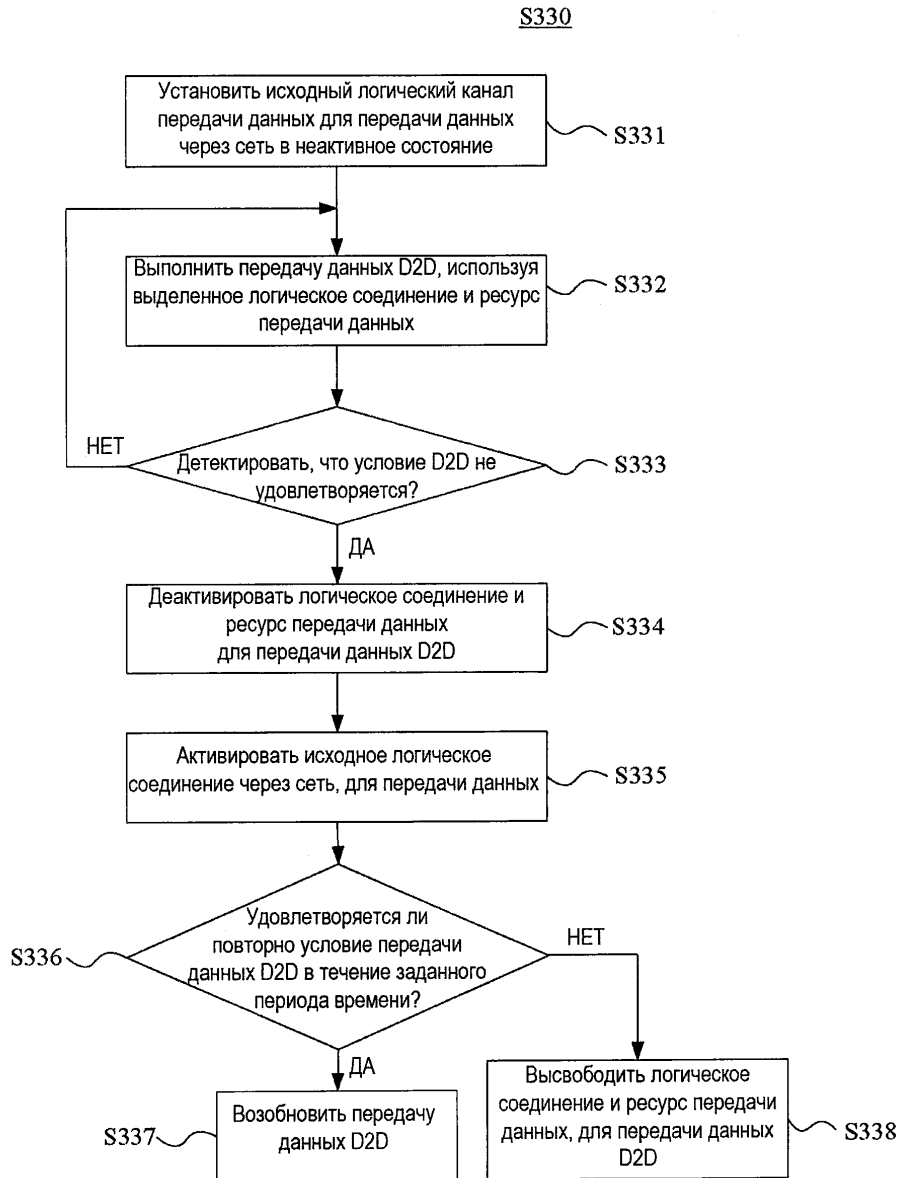 S330
Установить исходный логический канал
передачи данных для передачи данных
через сеть в неактивное состояние
S331
Выполнить передачу данных D2D, используя
выделенное логическое соединение и ресурс
передачи данных
S332
НЕТ
Детектировать, что условие D2D не
удовлетворяется?
S333
ДА
Деактивировать логическое соединение и
ресурс передачи данных
для передачи данных D2D
S334
Активировать исходное логическое
соединение через сеть, для передачи данных
S335
Удовлетворяется ли
повторно условие передачи
данных D2D в течение заданного
периода времени?
S336
НЕТ
ДА
Возобновить передачу
данных D2D
S337
Высвободить логическое
соединение и ресурс передачи
данных, для передачи данных
D2D
S338